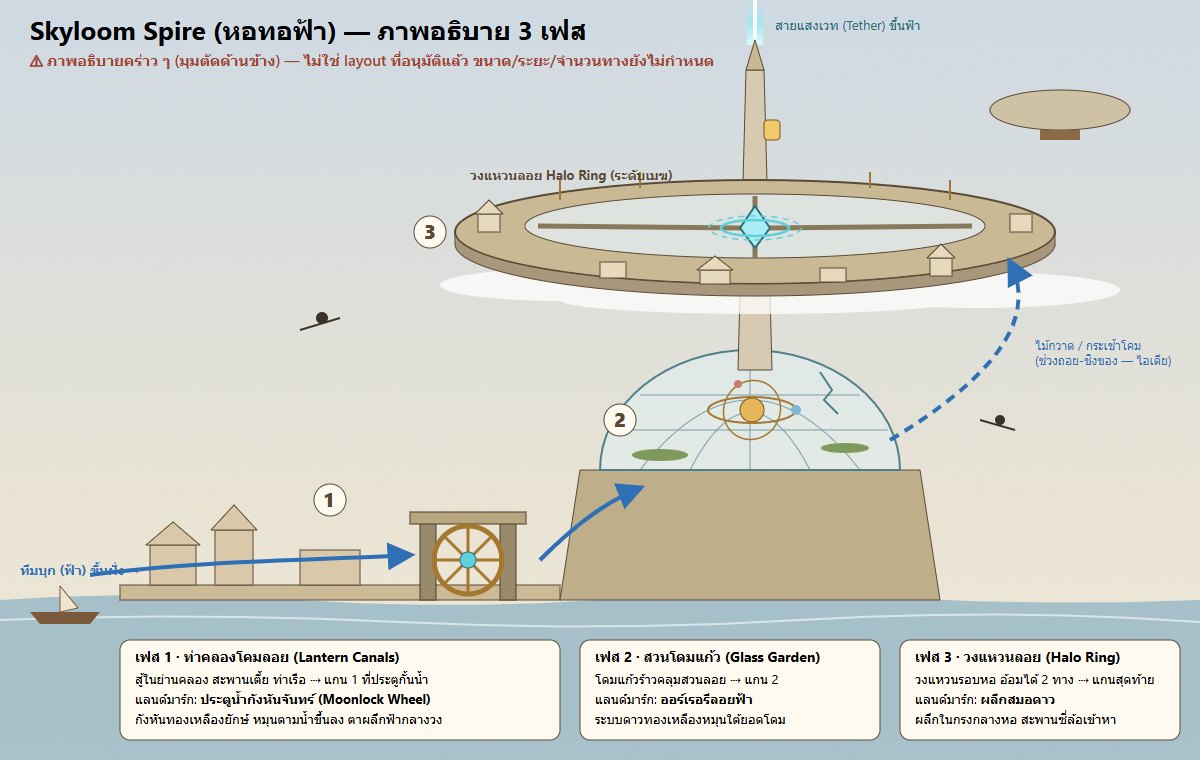 Skyloom Spire (หอทอฟ้า) — ภาพอธิบาย 3 เฟส
⚠ ภาพอธิบายคร่าว ๆ (มุมตัดด้านข้าง) — ไม่ใช่ layout ที่อนุมัติแล้ว ขนาด/ระยะ/จำนวนทางยังไม่กำหนด
สายแสงเวท (Tether) ขึ้นฟ้า
วงแหวนลอย Halo Ring (ระดับเมฆ)
3
ไม้กวาด / กระเช้าโคม
(ช่วงถอย-ชิงของ — ไอเดีย)
2
1
ทีมบุก (ฟ้า) ขึ้นฝั่ง →
เฟส 1 · ท่าคลองโคมลอย (Lantern Canals)
สู้ในย่านคลอง สะพานเตี้ย ท่าเรือ → แกน 1 ที่ประตูกั้นน้ำ
แลนด์มาร์ก: ประตูน้ำกังหันจันทร์ (Moonlock Wheel)
กังหันทองเหลืองยักษ์ หมุนตามน้ำขึ้นลง ตาผลึกฟ้ากลางวง
เฟส 2 · สวนโดมแก้ว (Glass Garden)
โดมแก้วร้าวคลุมสวนลอย → แกน 2
แลนด์มาร์ก: ออร์เรอรีลอยฟ้า
ระบบดาวทองเหลืองหมุนใต้ยอดโดม
เฟส 3 · วงแหวนลอย (Halo Ring)
วงแหวนรอบหอ อ้อมได้ 2 ทาง → แกนสุดท้าย
แลนด์มาร์ก: ผลึกสมอดาว
ผลึกในกรงกลางหอ สะพานซี่ล้อเข้าหา